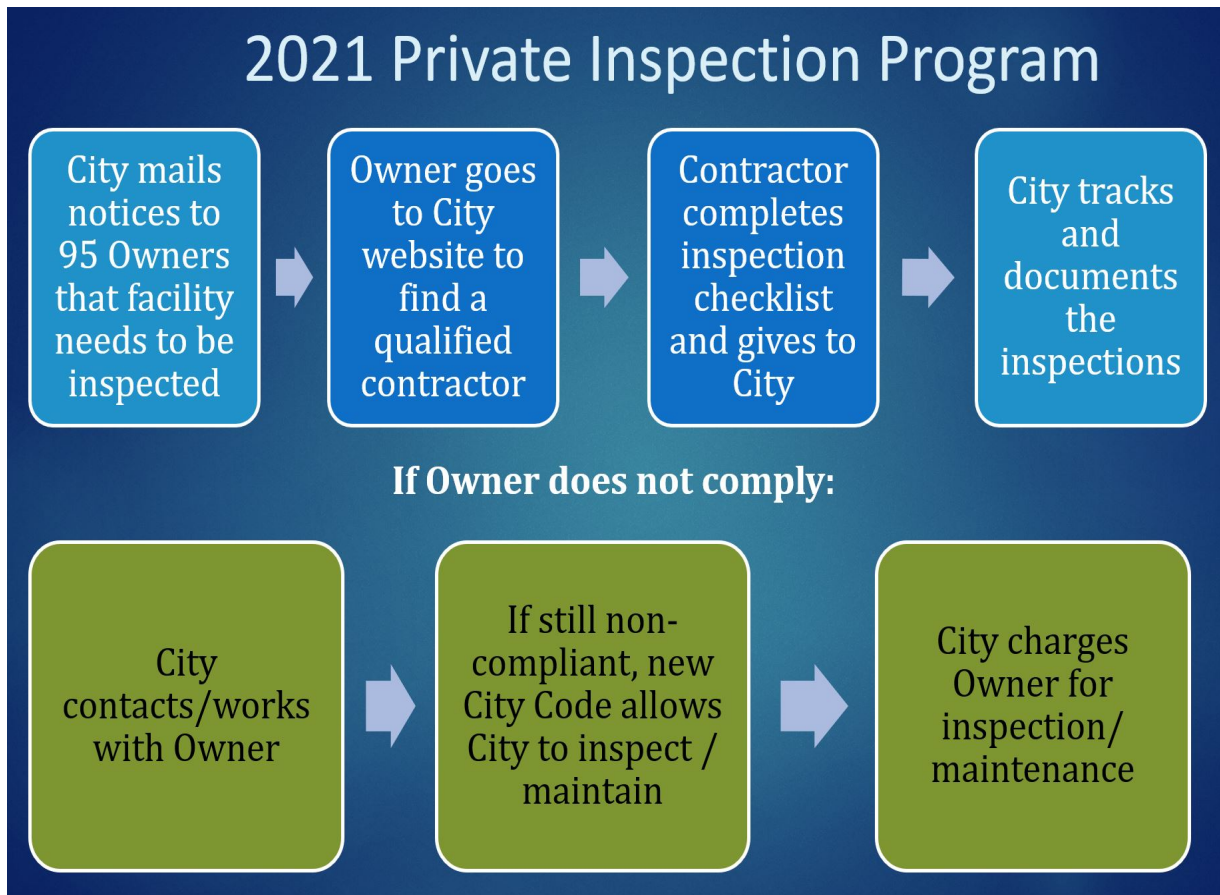 2021 Private Inspection Program
City mails
notices to
95 Owners
that facility
needs to be
inspected
Owner goes
to City
website to
find a
qualified
contractor
Contractor
completes
inspection
checklist
and gives to
City
City tracks
and
documents
the
inspections
If Owner does not comply:
City
contacts/works
with Owner
If still non-
compliant, new
City Code allows
City to inspect /
maintain
City charges
Owner for
inspection/
maintenance